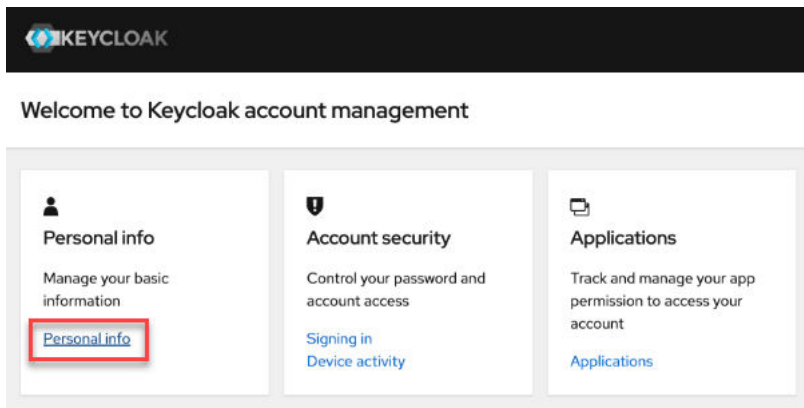 KEYCLOAK
Welcome to Keycloak account management
Personal info
Manage your basic
information
Personal info
Account security
Control your password and
account access
Signing in
Device activity
Applications
Track and manage your app
permission to access your
account
Applications